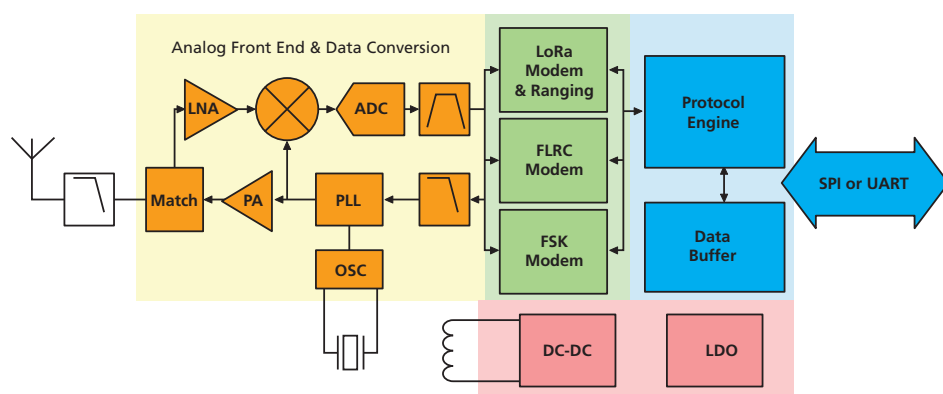 Analog Front End & Data Conversion
LNA
ADC
Match
PA
PLL
OSC
LoRa
Modem
& Ranging
FLRC
Modem
FSK
Modem
Protocol
Engine
Data
Buffer
SPI or UART
DC-DC
LDO